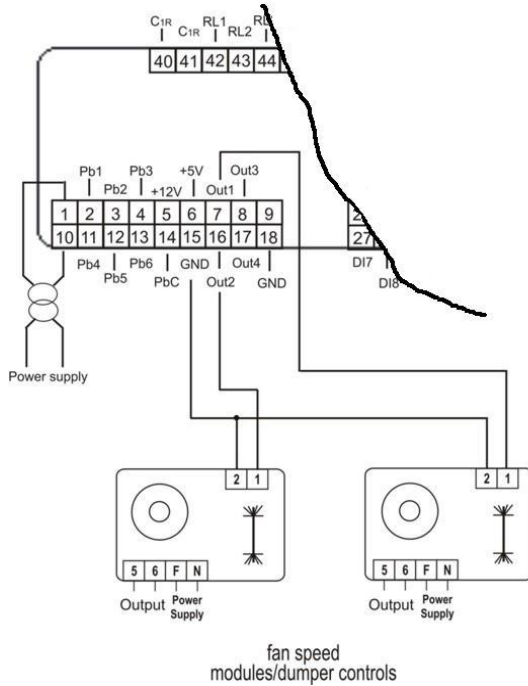 C1R C1R RL1 RL2 RL
40 41 42 43 44
Pb1 Pb2 Pb3 +12V +5V Out1 Out3
1 2 3 4 5 6 7 8 9
10 11 12 13 14 15 16 17 18
27
Pb4 Pb5 Pb6 PbC GND Out2 Out4 GND
DI7 DI8
Power supply
2 1
2 1
5 6 F N
5 6 F N
Output Power Supply
Output Power Supply
fan speed
modules/dumper controls